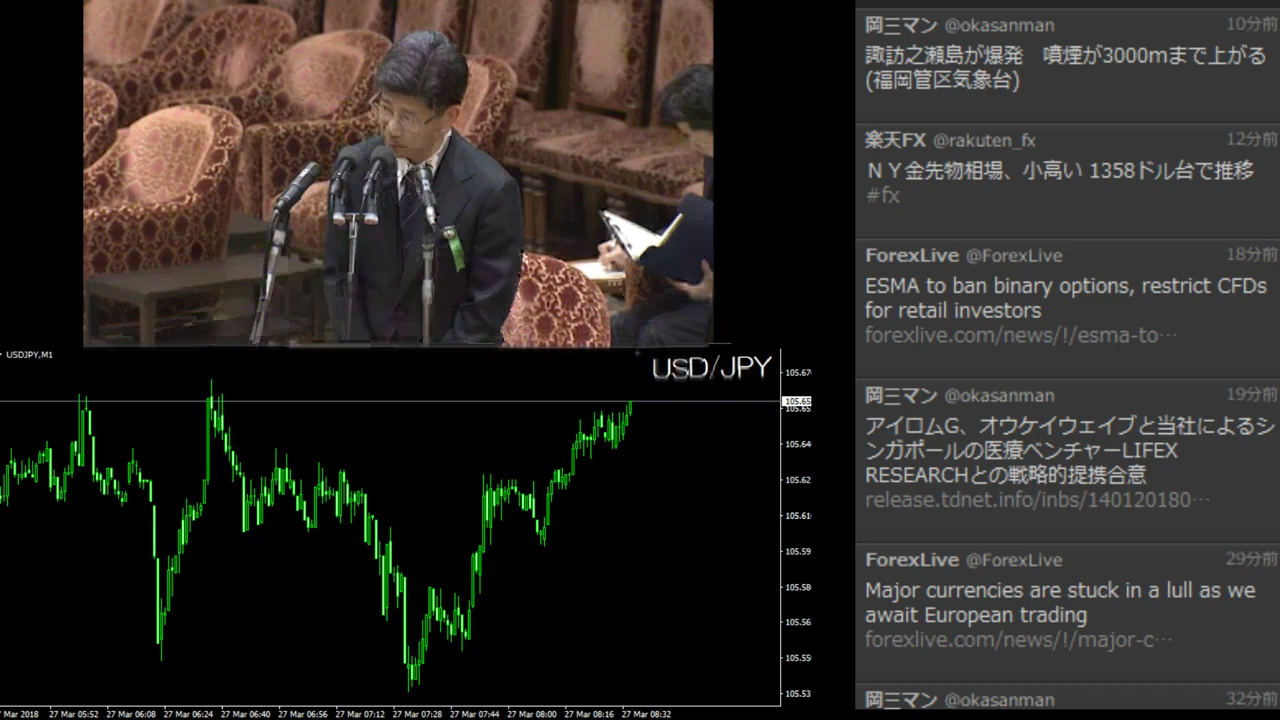 USDJPY,M1
USD/JPY
105.67
105.65
105.65
105.64
105.62
105.61
105.59
105.58
105.56
105.55
105.53
Mar 2018
27 Mar 05:52
27 Mar 06:08
27 Mar 06:24
27 Mar 06:40
27 Mar 06:56
27 Mar 07:12
27 Mar 07:28
27 Mar 07:44
27 Mar 08:00
27 Mar 08:16
27 Mar 08:32
岡三マン @okasanman 10分前
諏訪之瀬島が爆発　噴煙が3000mまで上がる
(福岡管区気象台)
楽天FX @rakuten_fx 12分前
ＮＹ金先物相場、小高い 1358ドル台で推移
#fx
ForexLive @ForexLive 18分前
ESMA to ban binary options, restrict CFDs
for retail investors
forexlive.com/news/!/esma-to…
岡三マン @okasanman 19分前
アイロムG、オウケイウェイブと当社によるシ
ンガポールの医療ベンチャーLIFEX
RESEARCHとの戦略的提携合意
release.tdnet.info/inbs/140120180…
ForexLive @ForexLive 29分前
Major currencies are stuck in a lull as we
await European trading
forexlive.com/news/!/major-c…
岡三マン @okasanman 32分前